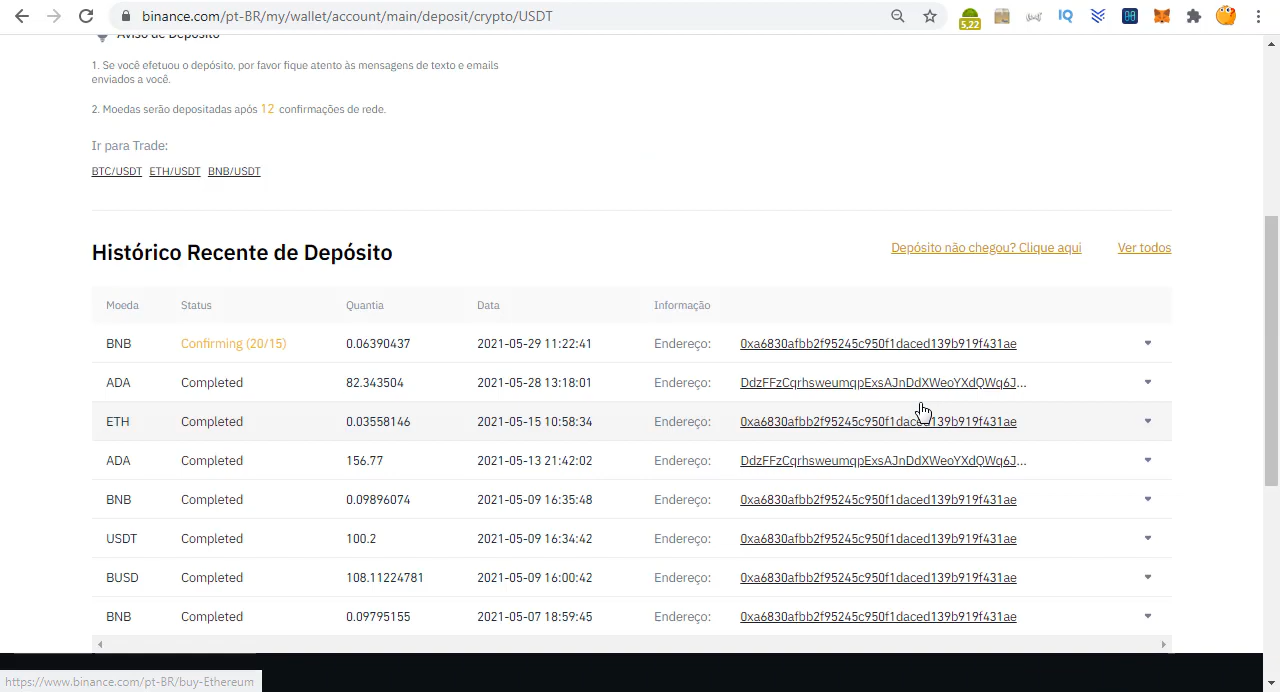 binance.com/pt-BR/my/wallet/account/main/deposit/crypto/USDT
5,22
IQ
Aviso de Depósito
1. Se você efetuou o depósito, por favor fique atento às mensagens de texto e emails
enviados a você.
2. Moedas serão depositadas após 12 confirmações de rede.
Ir para Trade:
BTC/USDT ETH/USDT BNB/USDT
Histórico Recente de Depósito
Depósito não chegou? Clique aqui Ver todos
Moeda Status Quantia Data Informação
BNB Confirming (20/15) 0.06390437 2021-05-29 11:22:41 Endereço: 0xa6830afbb2f95245c950f1daced139b919f431ae
ADA Completed 82.343504 2021-05-28 13:18:01 Endereço: DdzFFzCqrhsweumqpExsAJnDdXWeoYXdQWq6J...
ETH Completed 0.03558146 2021-05-15 10:58:34 Endereço: 0xa6830afbb2f95245c950f1daced139b919f431ae
ADA Completed 156.77 2021-05-13 21:42:02 Endereço: DdzFFzCqrhsweumqpExsAJnDdXWeoYXdQWq6J...
BNB Completed 0.09896074 2021-05-09 16:35:48 Endereço: 0xa6830afbb2f95245c950f1daced139b919f431ae
USDT Completed 100.2 2021-05-09 16:34:42 Endereço: 0xa6830afbb2f95245c950f1daced139b919f431ae
BUSD Completed 108.11224781 2021-05-09 16:00:42 Endereço: 0xa6830afbb2f95245c950f1daced139b919f431ae
BNB Completed 0.09795155 2021-05-07 18:59:45 Endereço: 0xa6830afbb2f95245c950f1daced139b919f431ae
https://www.binance.com/pt-BR/buy-Ethereum